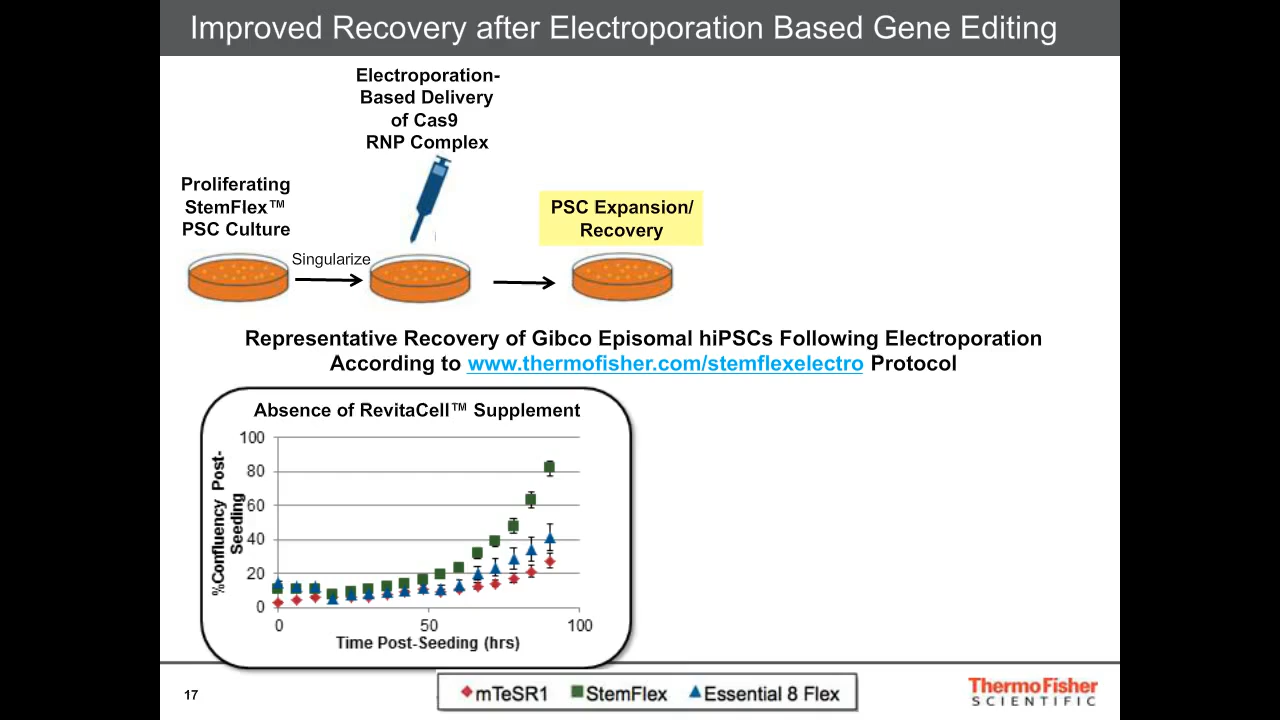 Improved Recovery after Electroporation Based Gene Editing
Electroporation-
Based Delivery
of Cas9
RNP Complex
Proliferating
StemFlex™
PSC Culture
Singularize
PSC Expansion/
Recovery
Representative Recovery of Gibco Episomal hiPSCs Following Electroporation
According to www.thermofisher.com/stemflexelectro Protocol
Absence of RevitaCell™ Supplement
%Confluency Post-
Seeding
100
80
60
40
20
0
0 50 100
Time Post-Seeding (hrs)
mTeSR1 StemFlex Essential 8 Flex
17
ThermoFisher
SCIENTIFIC